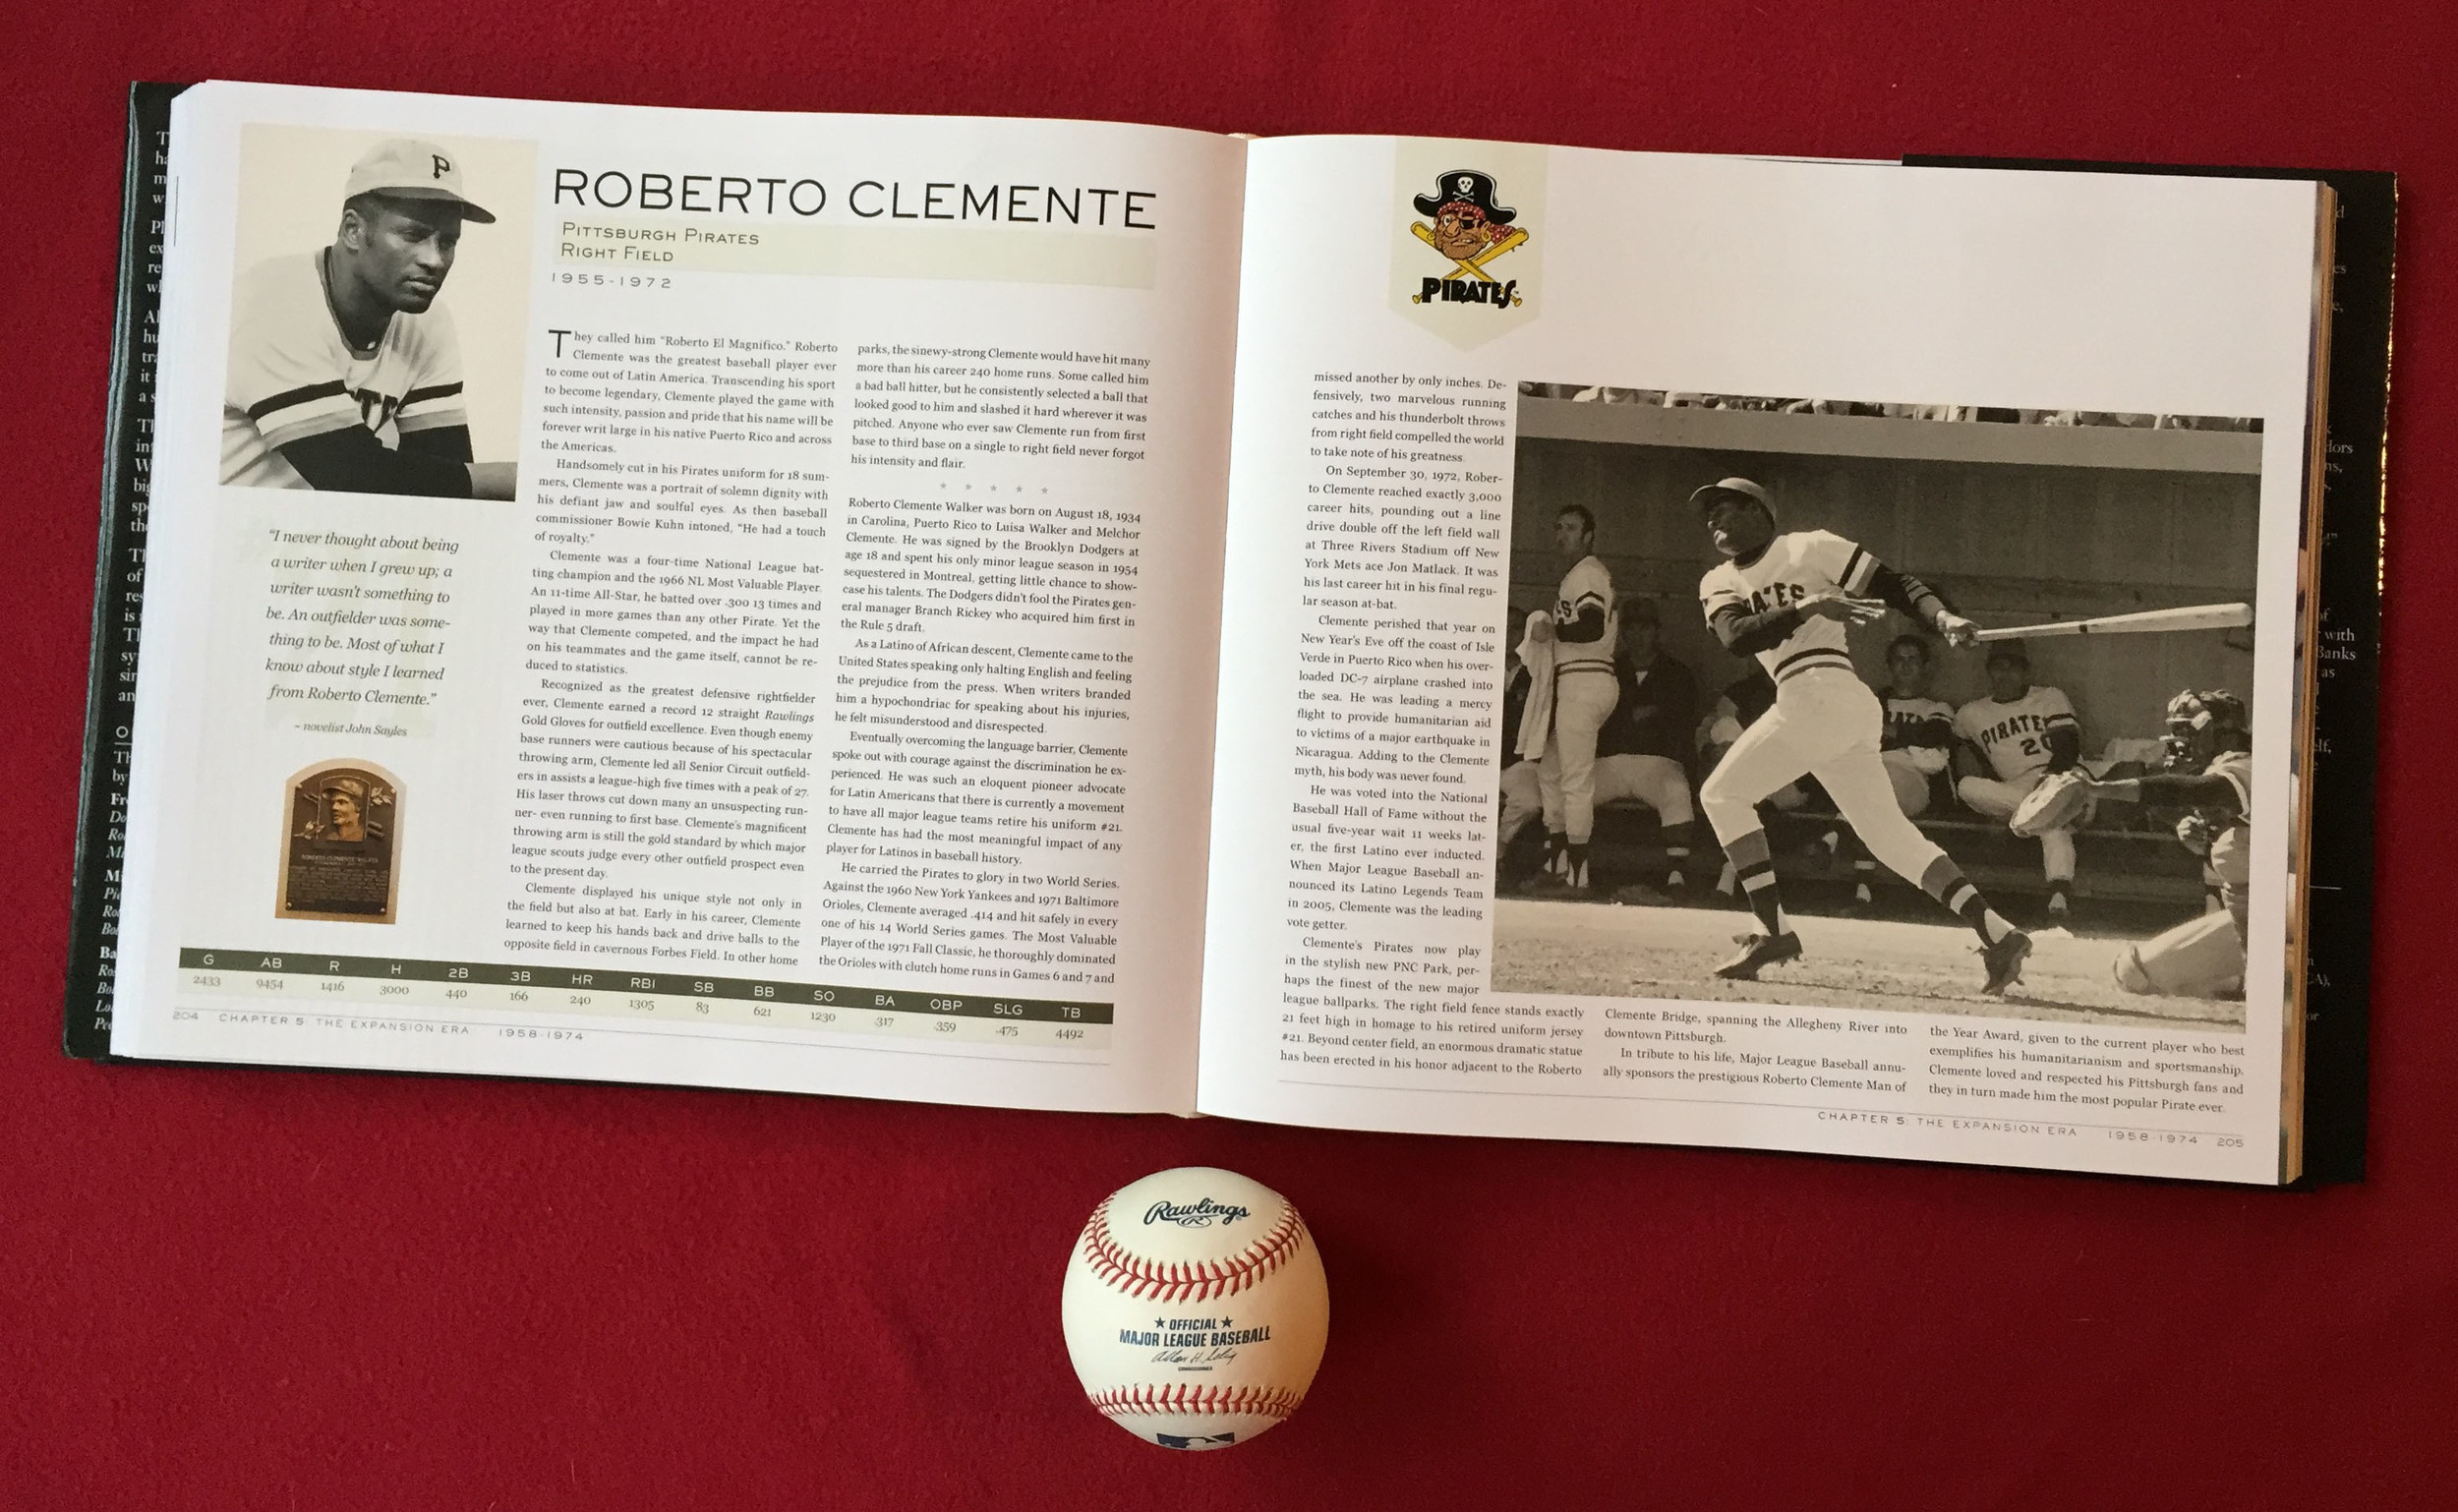 ROBERTO CLEMENTE
PITTSBURGH PIRATES
RIGHT FIELD
1955-1972
P
"I never thought about being
a writer when I grew up; a
writer wasn't something to
be. An outfielder was some-
thing to be. Most of what I
know about style I learned
from Roberto Clemente."
~ novelist John Sayles
They called him "Roberto El Magnifico." Roberto
Clemente was the greatest baseball player ever
to come out of Latin America. Transcending his sport
to become legendary, Clemente played the game with
such intensity, passion and pride that his name will be
forever writ large in his native Puerto Rico and across
the Americas.
Handsomely cut in his Pirates uniform for 18 sum-
mers, Clemente was a portrait of solemn dignity with
his defiant jaw and soulful eyes. As then baseball
commissioner Bowie Kuhn intoned, "He had a touch
of royalty."
Clemente was a four-time National League bat-
ting champion and the 1966 NL Most Valuable Player.
An 11-time All-Star, he batted over .300 13 times and
played in more games than any other Pirate. Yet the
way that Clemente competed, and the impact he had
on his teammates and the game itself, cannot be re-
duced to statistics.
Recognized as the greatest defensive rightfielder
ever, Clemente earned a record 12 straight Rawlings
Gold Gloves for outfield excellence. Even though enemy
base runners were cautious because of his spectacular
throwing arm, Clemente led all Senior Circuit outfield-
ers in assists a league-high five times with a peak of 27.
His laser throws cut down many an unsuspecting run-
ner- even running to first base. Clemente's magnificent
throwing arm is still the gold standard by which major
league scouts judge every other outfield prospect even
to the present day.
Clemente displayed his unique style not only in
the field but also at bat. Early in his career, Clemente
learned to keep his hands back and drive balls to the
opposite field in cavernous Forbes Field. In other home
parks, the sinewy-strong Clemente would have hit many
more than his career 240 home runs. Some called him
a bad ball hitter, but he consistently selected a ball that
looked good to him and slashed it hard wherever it was
pitched. Anyone who ever saw Clemente run from first
base to third base on a single to right field never forgot
his intensity and flair.
★ ★ ★ ★ ★
Roberto Clemente Walker was born on August 18, 1934
in Carolina, Puerto Rico to Luisa Walker and Melchor
Clemente. He was signed by the Brooklyn Dodgers at
age 18 and spent his only minor league season in 1954
sequestered in Montreal, getting little chance to show-
case his talents. The Dodgers didn't fool the Pirates gen-
eral manager Branch Rickey who acquired him first in
the Rule 5 draft.
As a Latino of African descent, Clemente came to the
United States speaking only halting English and feeling
the prejudice from the press. When writers branded
him a hypochondriac for speaking about his injuries,
he felt misunderstood and disrespected.
Eventually overcoming the language barrier, Clemente
spoke out with courage against the discrimination he ex-
perienced. He was such an eloquent pioneer advocate
for Latin Americans that there is currently a movement
to have all major league teams retire his uniform #21.
Clemente has had the most meaningful impact of any
player for Latinos in baseball history.
He carried the Pirates to glory in two World Series.
Against the 1960 New York Yankees and 1971 Baltimore
Orioles, Clemente averaged .414 and hit safely in every
one of his 14 World Series games. The Most Valuable
Player of the 1971 Fall Classic, he thoroughly dominated
the Orioles with clutch home runs in Games 6 and 7 and
G AB R H 2B 3B HR RBI SB BB SO BA OBP SLG TB
2433 9454 1416 3000 440 166 240 1305 83 621 1230 .317 .359 .475 4492
204 CHAPTER 5: THE EXPANSION ERA 1958-1974
PIRATES
missed another by only inches. De-
fensively, two marvelous running
catches and his thunderbolt throws
from right field compelled the world
to take note of his greatness.
On September 30, 1972, Rober-
to Clemente reached exactly 3,000
career hits, pounding out a line
drive double off the left field wall
at Three Rivers Stadium off New
York Mets ace Jon Matlack. It was
his last career hit in his final regu-
lar season at-bat.
Clemente perished that year on
New Year's Eve off the coast of Isle
Verde in Puerto Rico when his over-
loaded DC-7 airplane crashed into
the sea. He was leading a mercy
flight to provide humanitarian aid
to victims of a major earthquake in
Nicaragua. Adding to the Clemente
myth, his body was never found.
He was voted into the National
Baseball Hall of Fame without the
usual five-year wait 11 weeks lat-
er, the first Latino ever inducted.
When Major League Baseball an-
nounced its Latino Legends Team
in 2005, Clemente was the leading
vote getter.
Clemente's Pirates now play
in the stylish new PNC Park, per-
haps the finest of the new major
league ballparks. The right field fence stands exactly
21 feet high in homage to his retired uniform jersey
#21. Beyond center field, an enormous dramatic statue
has been erected in his honor adjacent to the Roberto
Clemente Bridge, spanning the Allegheny River into
downtown Pittsburgh.
In tribute to his life, Major League Baseball annu-
ally sponsors the prestigious Roberto Clemente Man of
the Year Award, given to the current player who best
exemplifies his humanitarianism and sportsmanship.
Clemente loved and respected his Pittsburgh fans and
they in turn made him the most popular Pirate ever.
PIRATES
20
CHAPTER 5: THE EXPANSION ERA 1958-1974 205
Rawlings
R
★ OFFICIAL ★
MAJOR LEAGUE BASEBALL
Allan H. Selig